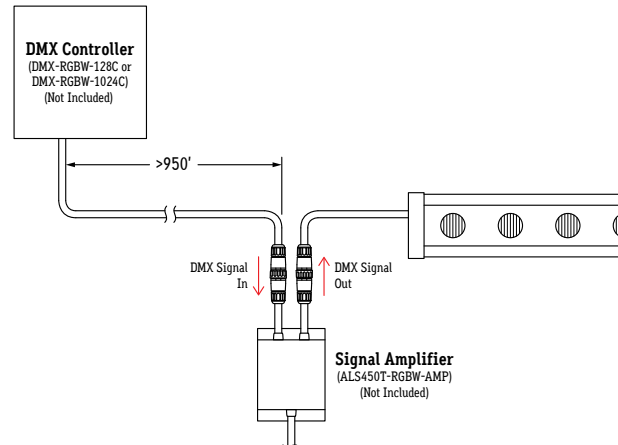 DMX Controller
(DMX-RGBW-128C or
DMX-RGBW-1024C)
(Not Included)
>950'
DMX Signal
In
DMX Signal
Out
Signal Amplifier
(ALS450T-RGBW-AMP)
(Not Included)